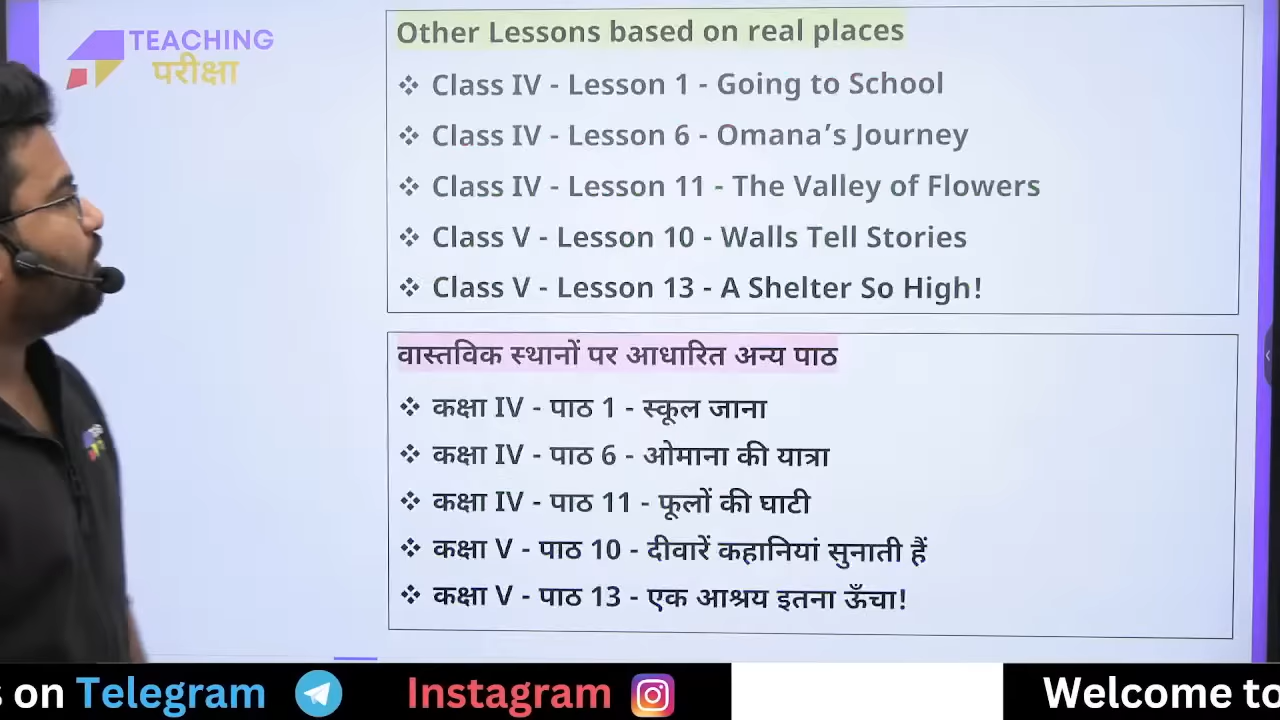 TEACHING
परीक्षा
Other Lessons based on real places
❖ Class IV - Lesson 1 - Going to School
❖ Class IV - Lesson 6 - Omana’s Journey
❖ Class IV - Lesson 11 - The Valley of Flowers
❖ Class V - Lesson 10 - Walls Tell Stories
❖ Class V - Lesson 13 - A Shelter So High!
वास्तविक स्थानों पर आधारित अन्य पाठ
❖ कक्षा IV - पाठ 1 - स्कूल जाना
❖ कक्षा IV - पाठ 6 - ओमाना की यात्रा
❖ कक्षा IV - पाठ 11 - फूलों की घाटी
❖ कक्षा V - पाठ 10 - दीवारें कहानियां सुनाती हैं
❖ कक्षा V - पाठ 13 - एक आश्रय इतना ऊँचा!
s on Telegram Instagram Welcome to